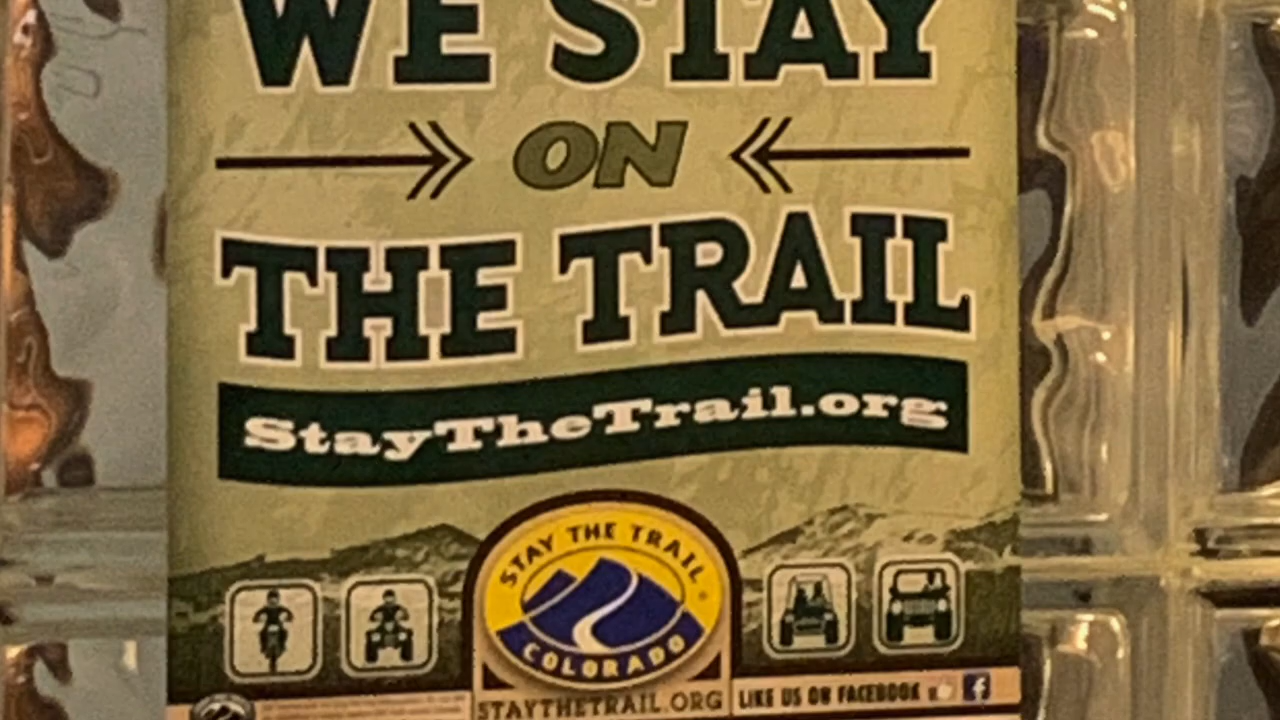 WE STAY
ON
THE TRAIL
StayTheTrail.org
STAY THE TRAIL
COLORADO
STAYTHETRAIL.ORG
LIKE US ON FACEBOOK
f